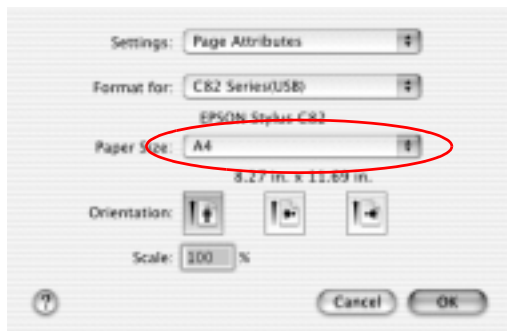 Settings: Page Attributes
Format for: C82 Series(USB)
EPSON Stylus C82
Paper Size: A4
8.27 in. x 11.69 in.
Orientation:
Scale: 100 %
? Cancel OK